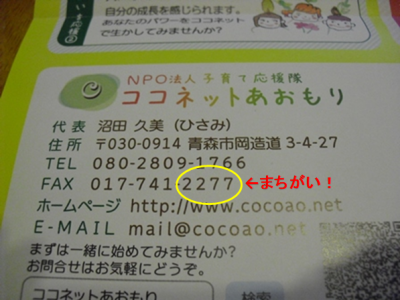 自分の成長を感じられます。
あなたのパワーをココネット
で生かしてみませんか?
NPO法人子育て応援隊
ココネットあおもり
代表 沼田 久美(ひさみ)
住所 〒030-0914 青森市岡造道3-4-27
TEL 080-2809-1766
FAX 017-741-2277 ←まちがい!
ホームページ http://www.cocoao.net
E-MAIL mail@cocoao.net
まずは一緒に始めてみませんか?
お問合せはお気軽にどうぞ。
ココネットあおもり 検索